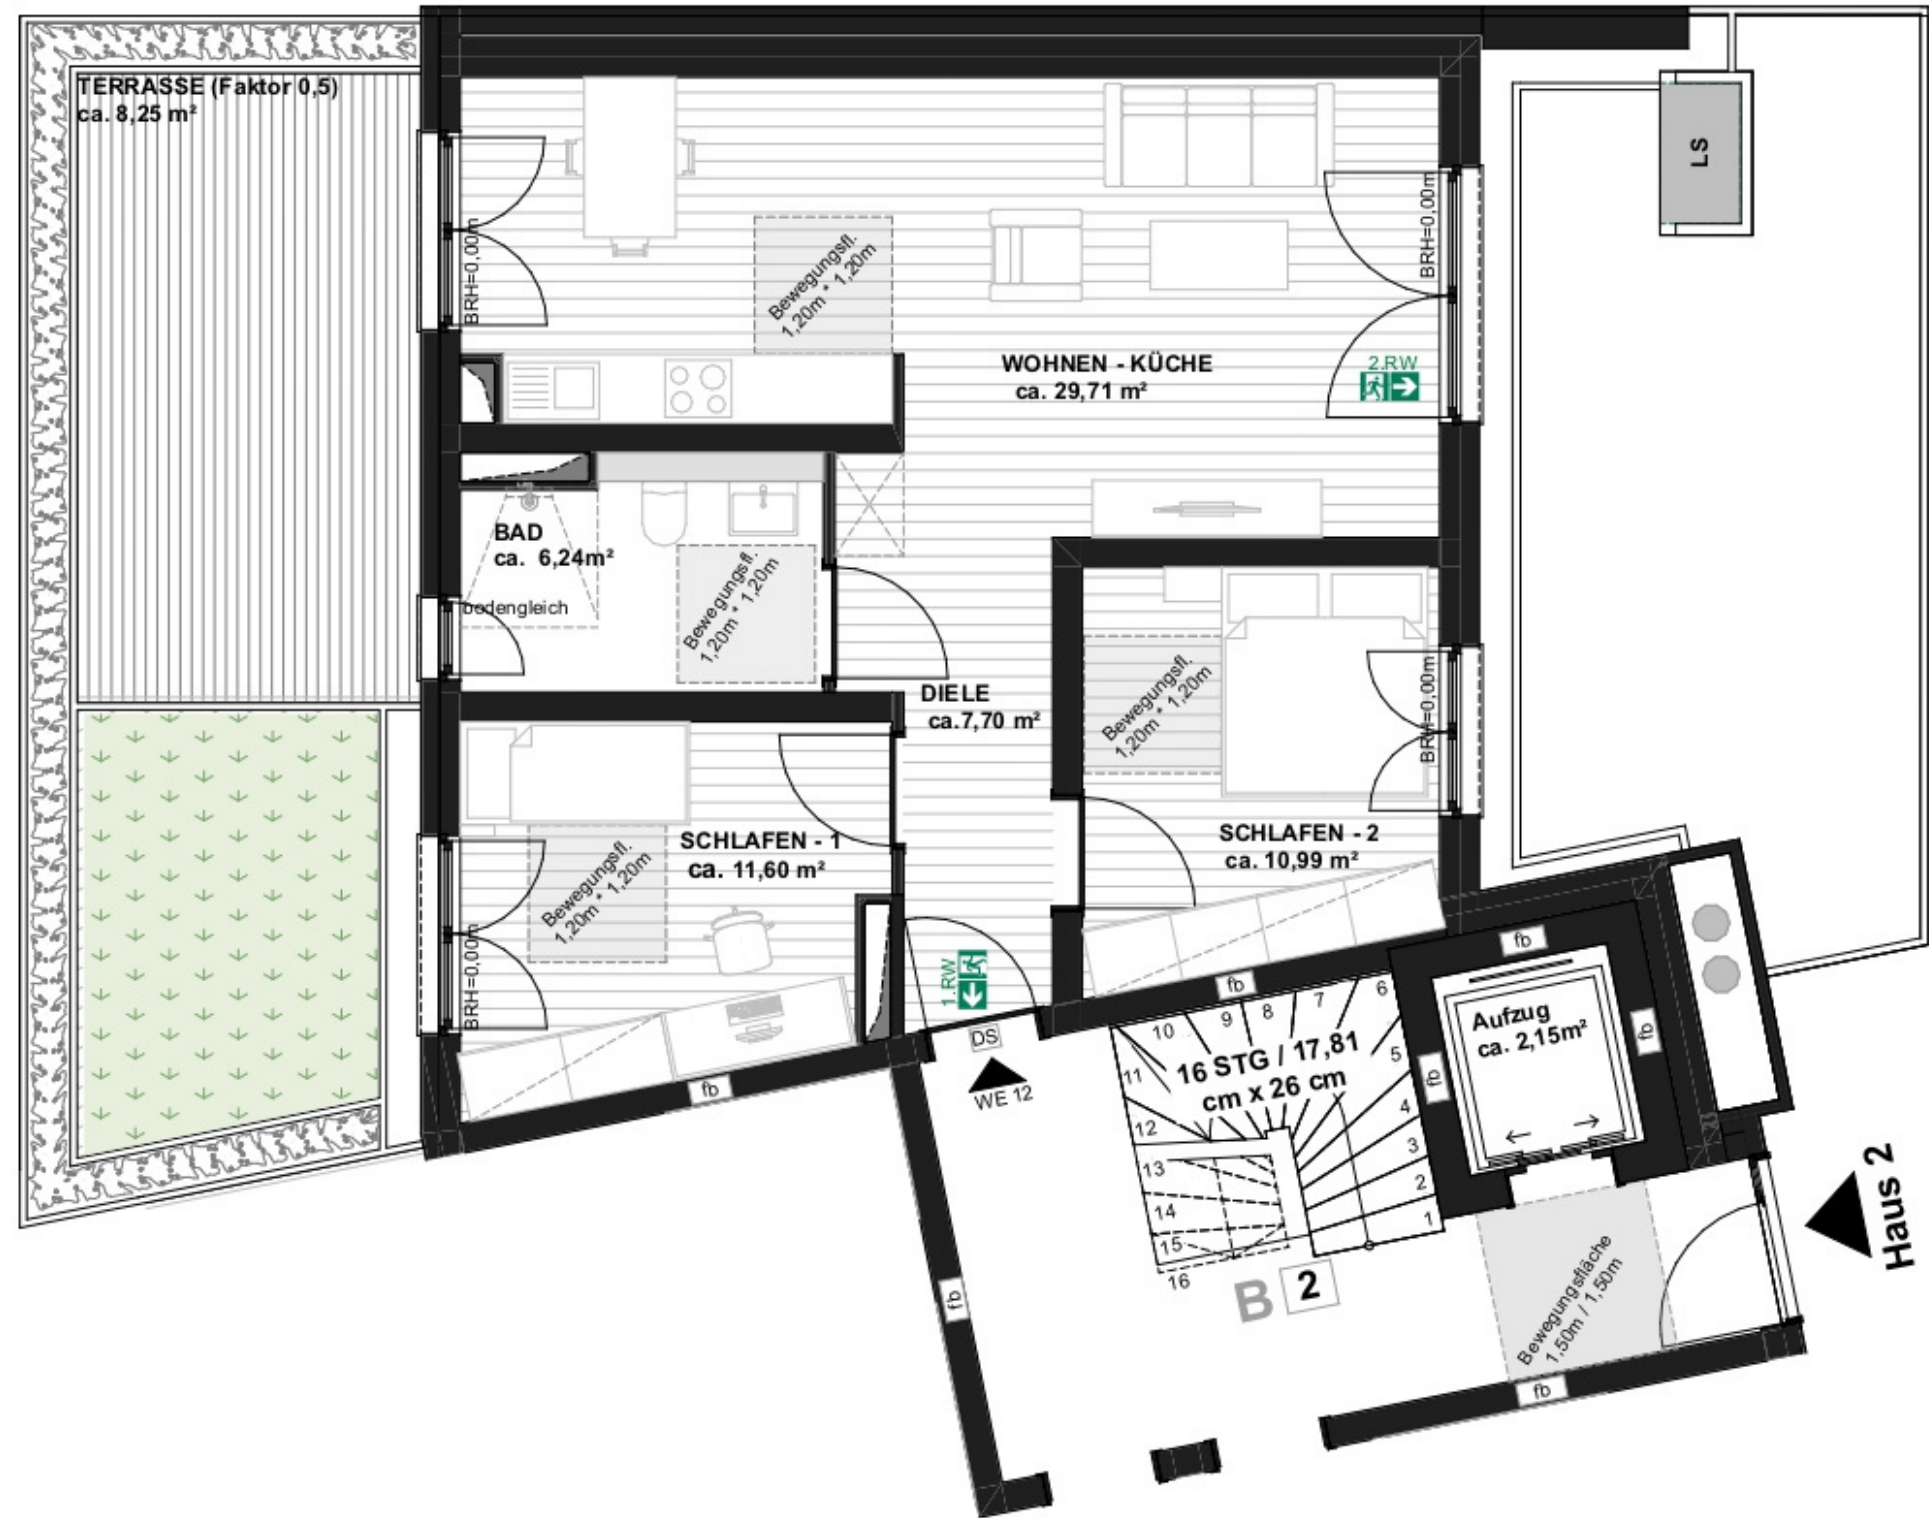 TERRASSE (Faktor 0,5)
ca. 8,25 m²
LS
BRH=0,00m
BRH=0,00m
Bewegungsfl.
1,20m * 1,20m
WOHNEN - KÜCHE
ca. 29,71 m²
2.RW
BAD
ca. 6,24m²
bodengleich
Bewegungsfl.
1,20m * 1,20m
DIELE
ca.7,70 m²
Bewegungsfl.
1,20m * 1,20m
BRH=0,00m
SCHLAFEN - 1
ca. 11,60 m²
Bewegungsfl.
1,20m * 1,20m
BRH=0,00m
SCHLAFEN - 2
ca. 10,99 m²
1.RW
DS
WE 12
fb
fb
fb
fb
fb
Aufzug
ca. 2,15m²
16 STG / 17,81
cm x 26 cm
6
7
8
9
10
11
12
13
14
15
16
5
4
3
2
1
B 2
fb
Bewegungsfläche
1,50m / 1,50m
fb
Haus 2